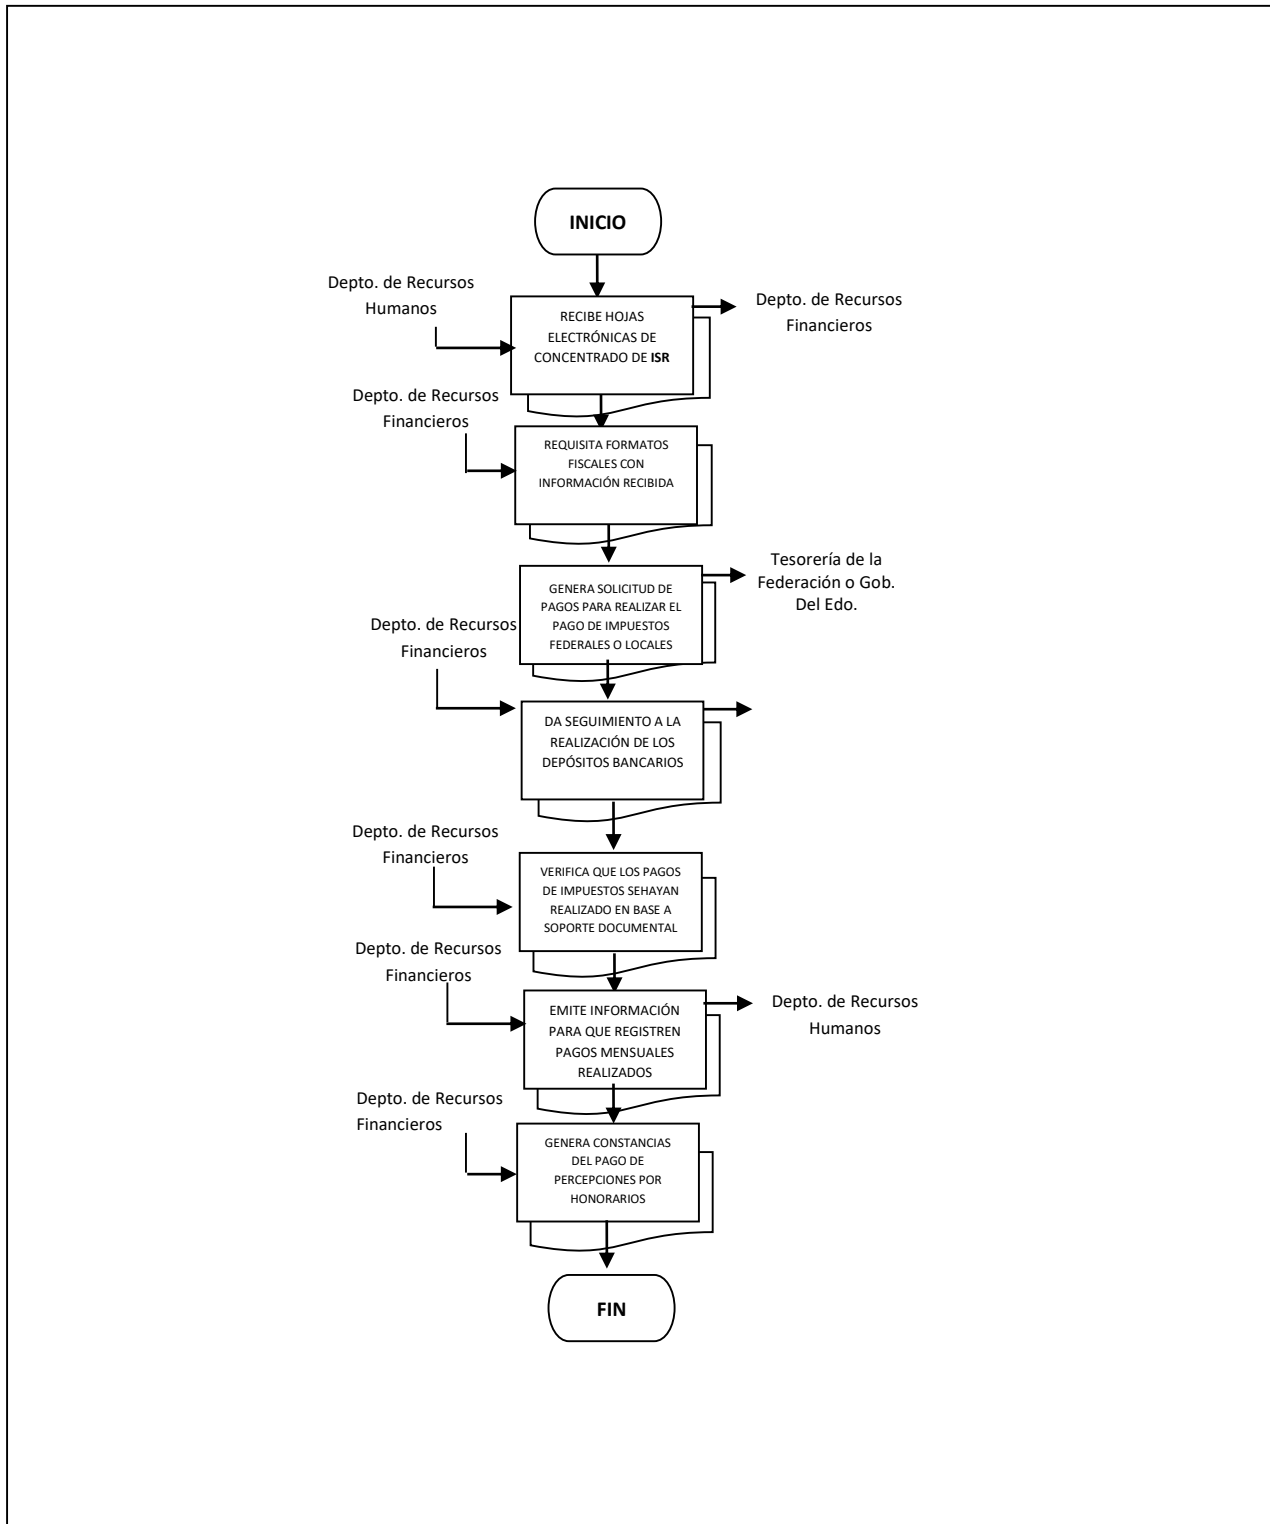 INICIO
Depto. de Recursos
Humanos
RECIBE HOJAS
ELECTRÓNICAS DE
CONCENTRADO DE ISR
Depto. de Recursos
Financieros
Depto. de Recursos
Financieros
REQUISITA FORMATOS
FISCALES CON
INFORMACIÓN RECIBIDA
GENERA SOLICITUD DE
PAGOS PARA REALIZAR EL
PAGO DE IMPUESTOS
FEDERALES O LOCALES
Tesorería de la
Federación o Gob.
Del Edo.
Depto. de Recursos
Financieros
DA SEGUIMIENTO A LA
REALIZACIÓN DE LOS
DEPÓSITOS BANCARIOS
Depto. de Recursos
Financieros
VERIFICA QUE LOS PAGOS
DE IMPUESTOS SEHAYAN
REALIZADO EN BASE A
SOPORTE DOCUMENTAL
Depto. de Recursos
Financieros
EMITE INFORMACIÓN
PARA QUE REGISTREN
PAGOS MENSUALES
REALIZADOS
Depto. de Recursos
Humanos
Depto. de Recursos
Financieros
GENERA CONSTANCIAS
DEL PAGO DE
PERCEPCIONES POR
HONORARIOS
FIN